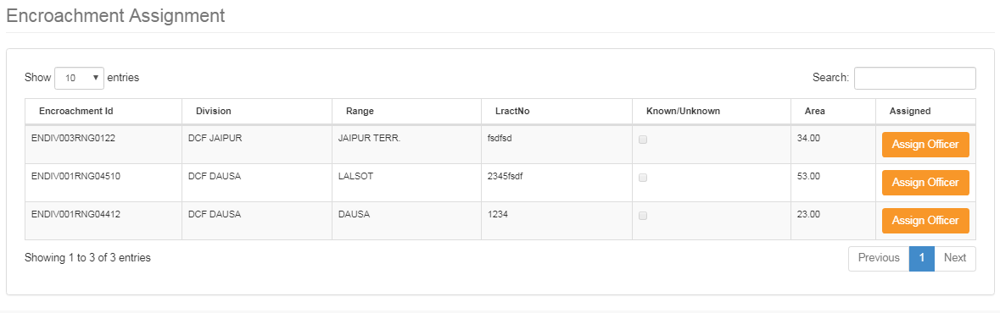 Encroachment Assignment
Show 10 entries Search:
Encroachment Id Division Range LractNo Known/Unknown Area Assigned
ENDIV003RNG0122 DCF JAIPUR JAIPUR TERR. fsdfsd 34.00 Assign Officer
ENDIV001RNG04510 DCF DAUSA LALSOT 2345fsdf 53.00 Assign Officer
ENDIV001RNG04412 DCF DAUSA DAUSA 1234 23.00 Assign Officer
Showing 1 to 3 of 3 entries Previous 1 Next